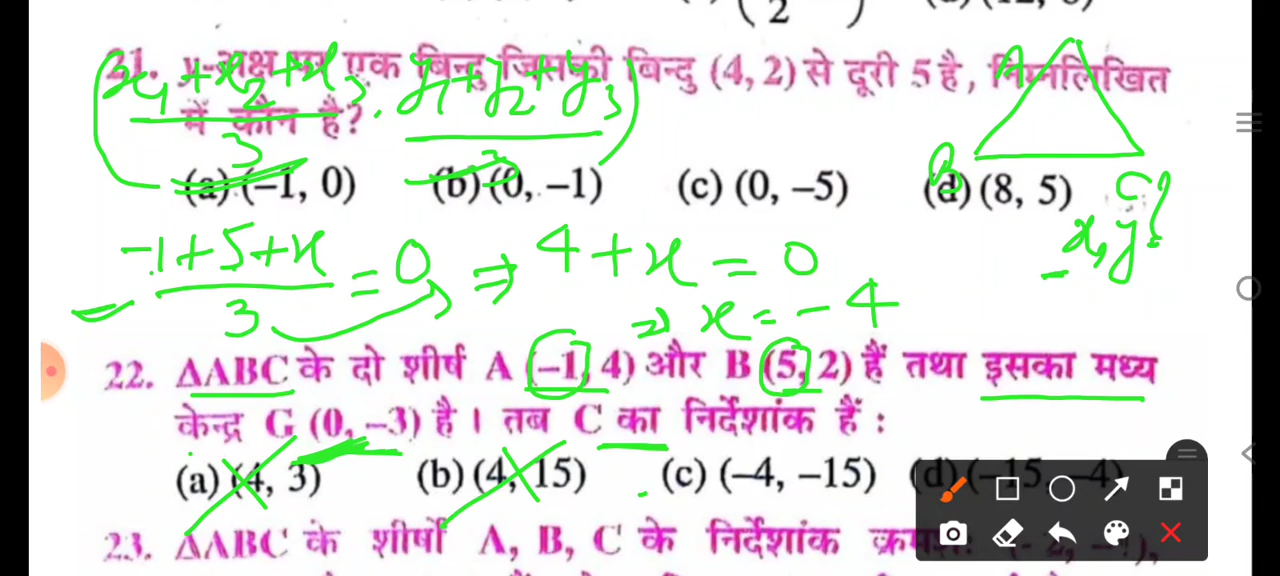 21. y-अक्ष पर एक बिन्दु जिसकी बिन्दु (4, 2) से दूरी 5 है, निम्नलिखित
में कौन है?
(x₁+x₂+x₃/3, y₁+y₂+y₃/3)
A
B
C?
x, y?
(a) (−1, 0) (b) (0, −1) (c) (0, −5) (d) (8, 5)
-1+5+x/3 = 0 ⇒ 4+x = 0
⇒ x = -4
22. ΔABC के दो शीर्ष A (−1, 4) और B (5, 2) हैं तथा इसका मध्य
केन्द्र G (0, −3) है। तब C का निर्देशांक हैं :
(a) (4, 3) (b) (4, 15) (c) (−4, −15) (d) (−15, −4)
23. ΔABC के शीर्षों A, B, C के निर्देशांक क्रमशः